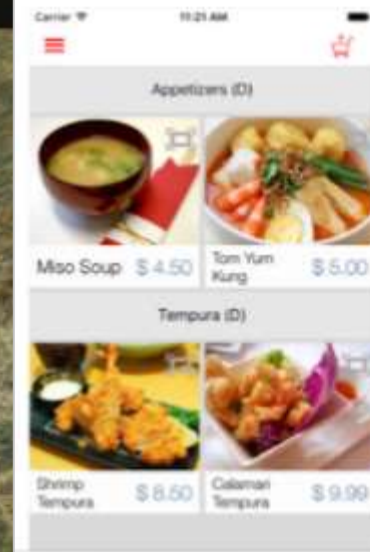 Carrier 11:21 AM
Appetizers (D)
Miso Soup $ 4.50
Tom Yum
Kung
$ 5.00
Tempura (D)
Shrimp
Tempura
$ 8.50
Calamari
Tempura
$ 9.99